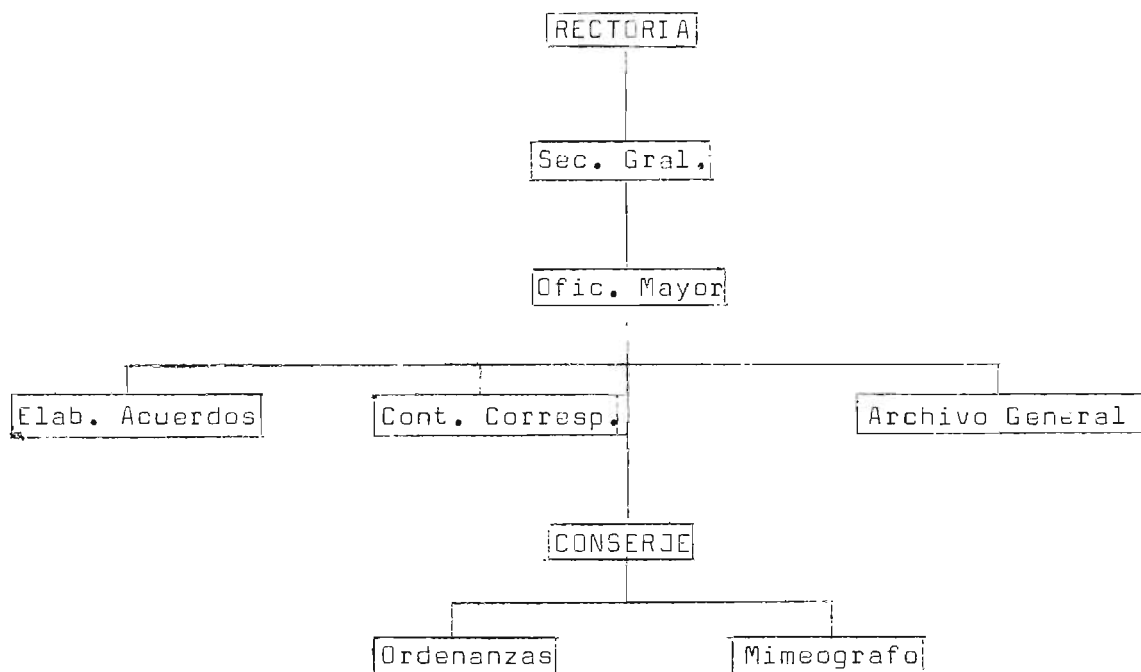 RECTORIA
Sec. Gral.
Ofic. Mayor
Elab. Acuerdos
Cont. Corresp.
Archivo General
CONSERJE
Ordenanzas
Mimeografo